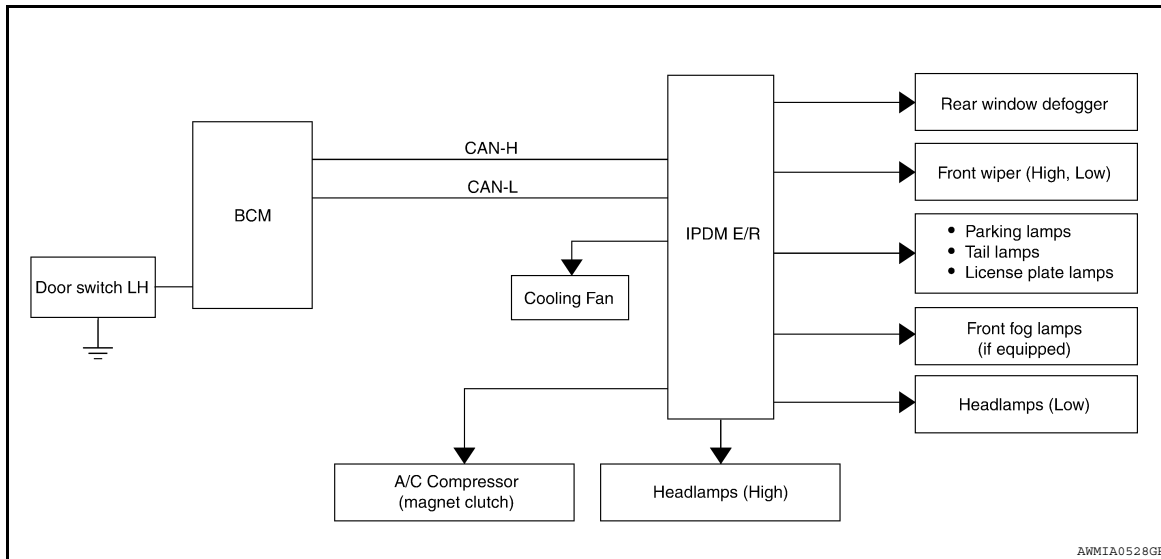 Rear window defogger
CAN-H
Front wiper (High, Low)
CAN-L
BCM
IPDM E/R
• Parking lamps
• Tail lamps
• License plate lamps
Door switch LH
Cooling Fan
Front fog lamps
(if equipped)
Headlamps (Low)
A/C Compressor
(magnet clutch)
Headlamps (High)